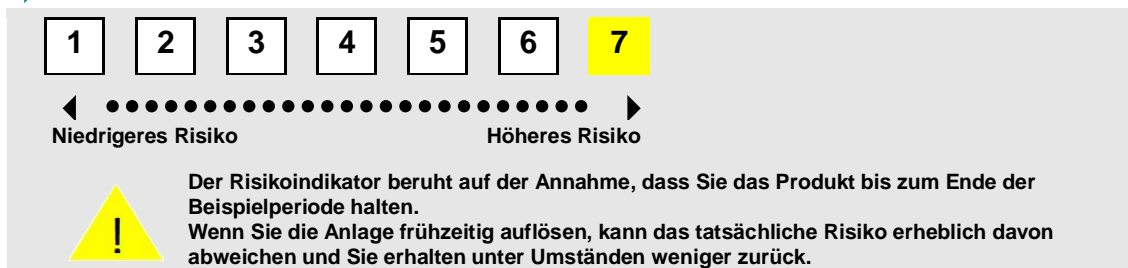 1 2 3 4 5 6 7
Niedrigeres Risiko Höheres Risiko
! Der Risikoindikator beruht auf der Annahme, dass Sie das Produkt bis zum Ende der
Beispielperiode halten.
Wenn Sie die Anlage frühzeitig auflösen, kann das tatsächliche Risiko erheblich davon
abweichen und Sie erhalten unter Umständen weniger zurück.